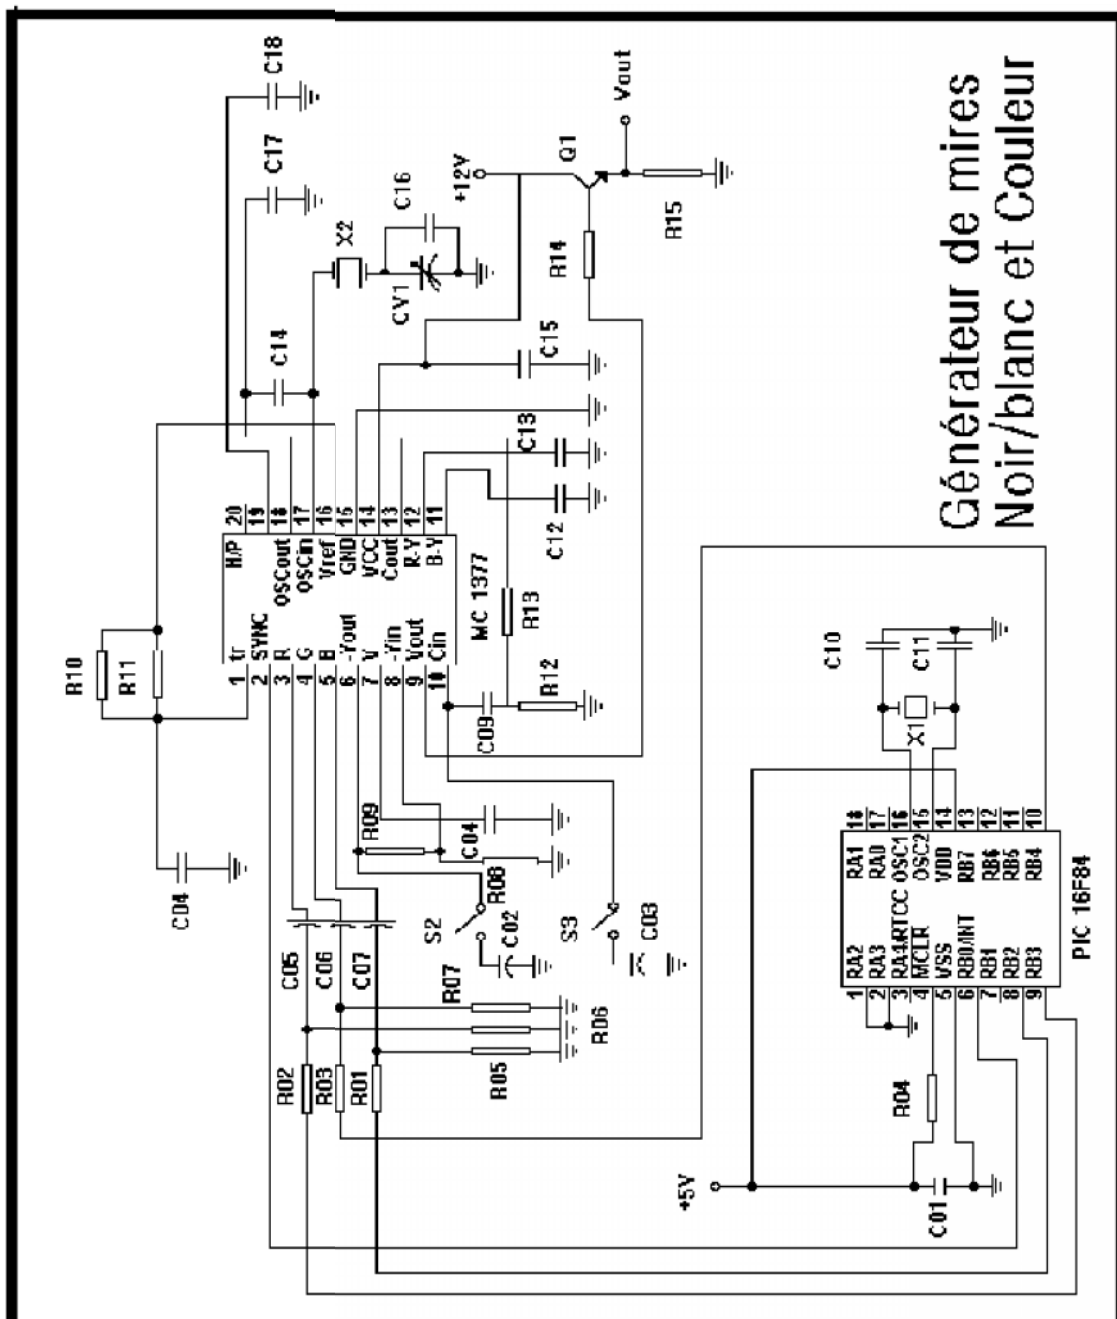 Générateur de mires
Noir/blanc et Couleur
C18
C17
+12V
Q1
Vout
R15
R14
X2
C16
CV1
C14
C15
C13
C12
R10
R11
C04
MC 1377
1 tr
2 SYNC
3 R
4 G
5 B
6 -Yout
7 V
8 -Yin
9 Vout
10 Cin
20 H/P
19
18 OSCout
17 OSCin
16 Vref
15 GND
14 VCC
13 Cout
12 R-Y
11 B-Y
R13
R12
C09
R09
C04
R08
S2
C02
S3
C03
C05
C06
C07
R07
R06
R05
R02
R03
R01
+5V
C01
R04
C10
C11
X1
PIC 16F84
1 RA2
2 RA3
3 RA4/RTCC
4 MCLR
5 VSS
6 RB0/INT
7 RB1
8 RB2
9 RB3
18 RA1
17 RA0
16 OSC1
15 OSC2
14 VDD
13 RB7
12 RB6
11 RB5
10 RB4